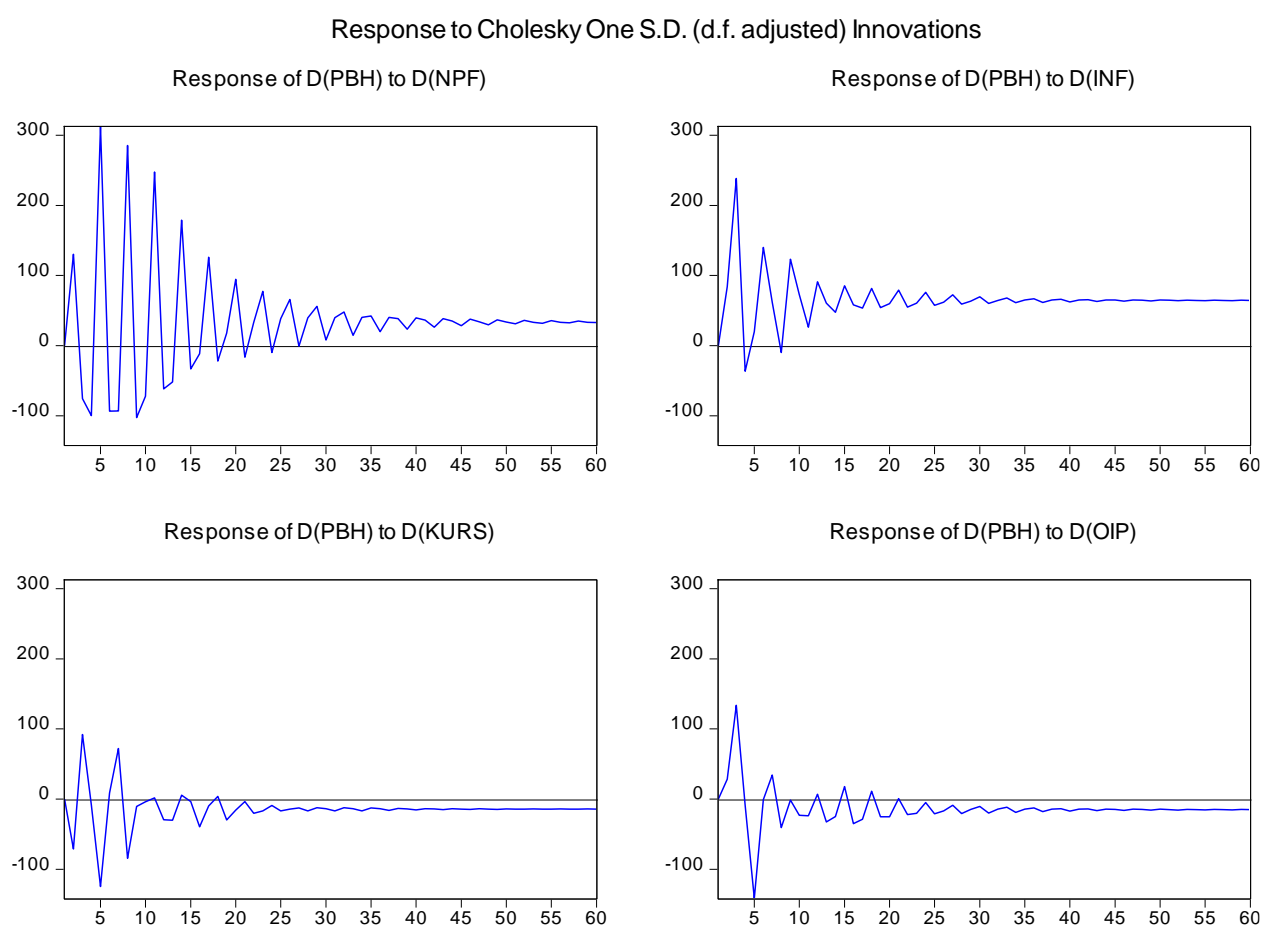 Response to Cholesky One S.D. (d.f. adjusted) Innovations
Response of D(PBH) to D(NPF)
300
200
100
0
-100
5 10 15 20 25 30 35 40 45 50 55 60
Response of D(PBH) to D(INF)
300
200
100
0
-100
5 10 15 20 25 30 35 40 45 50 55 60
Response of D(PBH) to D(KURS)
300
200
100
0
-100
5 10 15 20 25 30 35 40 45 50 55 60
Response of D(PBH) to D(OIP)
300
200
100
0
-100
5 10 15 20 25 30 35 40 45 50 55 60